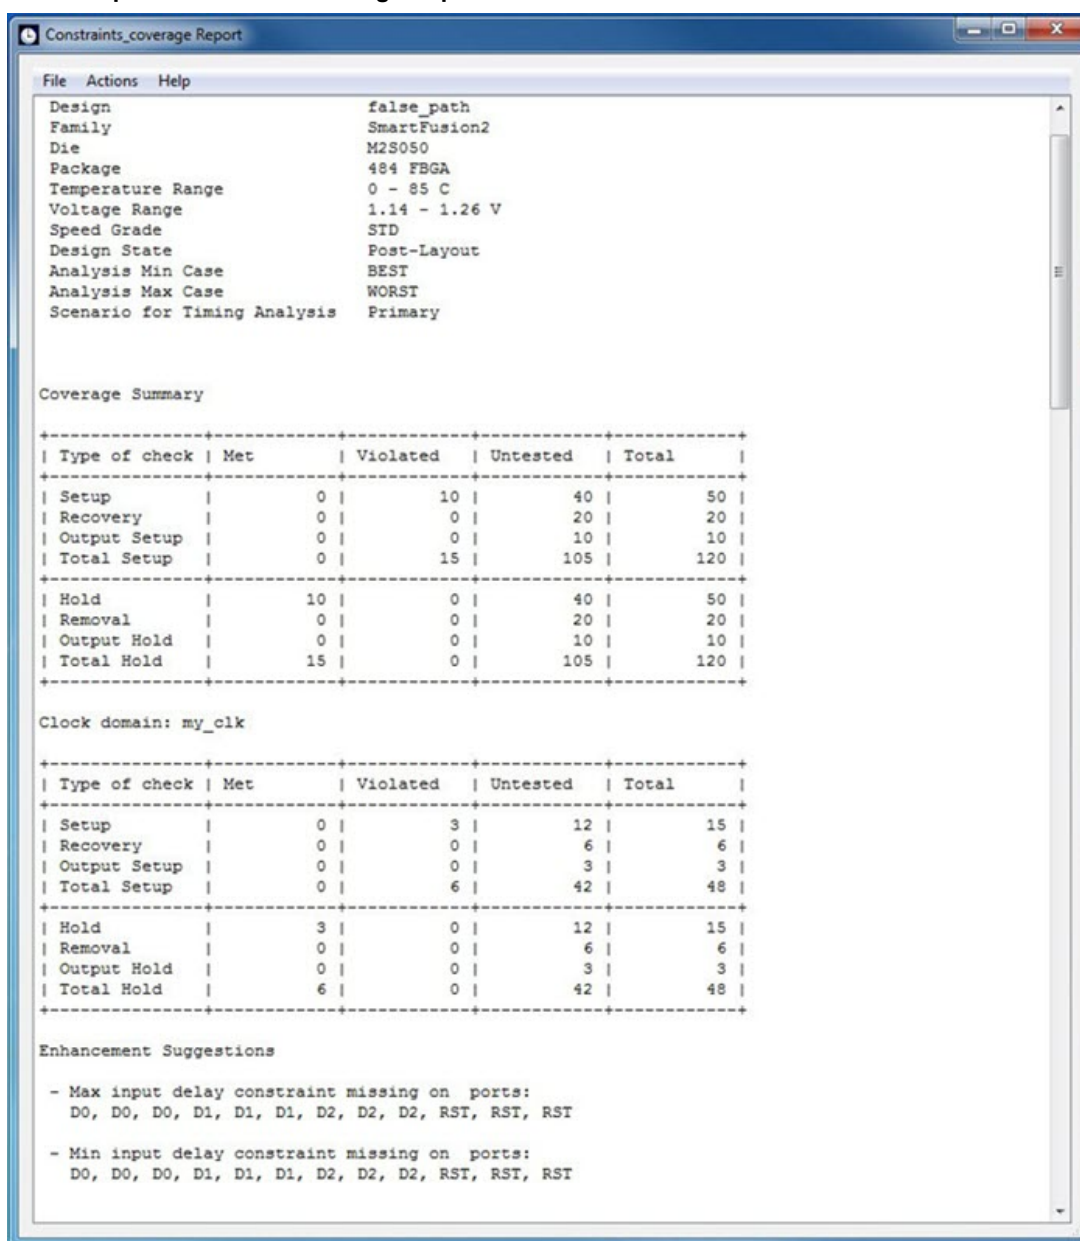 Constraints_coverage Report
File Actions Help
Design false_path
Family SmartFusion2
Die M2S050
Package 484 FBGA
Temperature Range 0 - 85 C
Voltage Range 1.14 - 1.26 V
Speed Grade STD
Design State Post-Layout
Analysis Min Case BEST
Analysis Max Case WORST
Scenario for Timing Analysis Primary
Coverage Summary
+---------------+------------+------------+------------+------------+
| Type of check | Met | Violated | Untested | Total |
+---------------+------------+------------+------------+------------+
| Setup | 0 | 10 | 40 | 50 |
| Recovery | 0 | 0 | 20 | 20 |
| Output Setup | 0 | 0 | 10 | 10 |
| Total Setup | 0 | 15 | 105 | 120 |
+---------------+------------+------------+------------+------------+
| Hold | 10 | 0 | 40 | 50 |
| Removal | 0 | 0 | 20 | 20 |
| Output Hold | 0 | 0 | 10 | 10 |
| Total Hold | 15 | 0 | 105 | 120 |
+---------------+------------+------------+------------+------------+
Clock domain: my_clk
+---------------+------------+------------+------------+------------+
| Type of check | Met | Violated | Untested | Total |
+---------------+------------+------------+------------+------------+
| Setup | 0 | 3 | 12 | 15 |
| Recovery | 0 | 0 | 6 | 6 |
| Output Setup | 0 | 0 | 3 | 3 |
| Total Setup | 0 | 6 | 42 | 48 |
+---------------+------------+------------+------------+------------+
| Hold | 3 | 0 | 12 | 15 |
| Removal | 0 | 0 | 6 | 6 |
| Output Hold | 0 | 0 | 3 | 3 |
| Total Hold | 6 | 0 | 42 | 48 |
+---------------+------------+------------+------------+------------+
Enhancement Suggestions
- Max input delay constraint missing on ports:
D0, D0, D0, D1, D1, D1, D2, D2, D2, RST, RST, RST
- Min input delay constraint missing on ports:
D0, D0, D0, D1, D1, D1, D2, D2, D2, RST, RST, RST